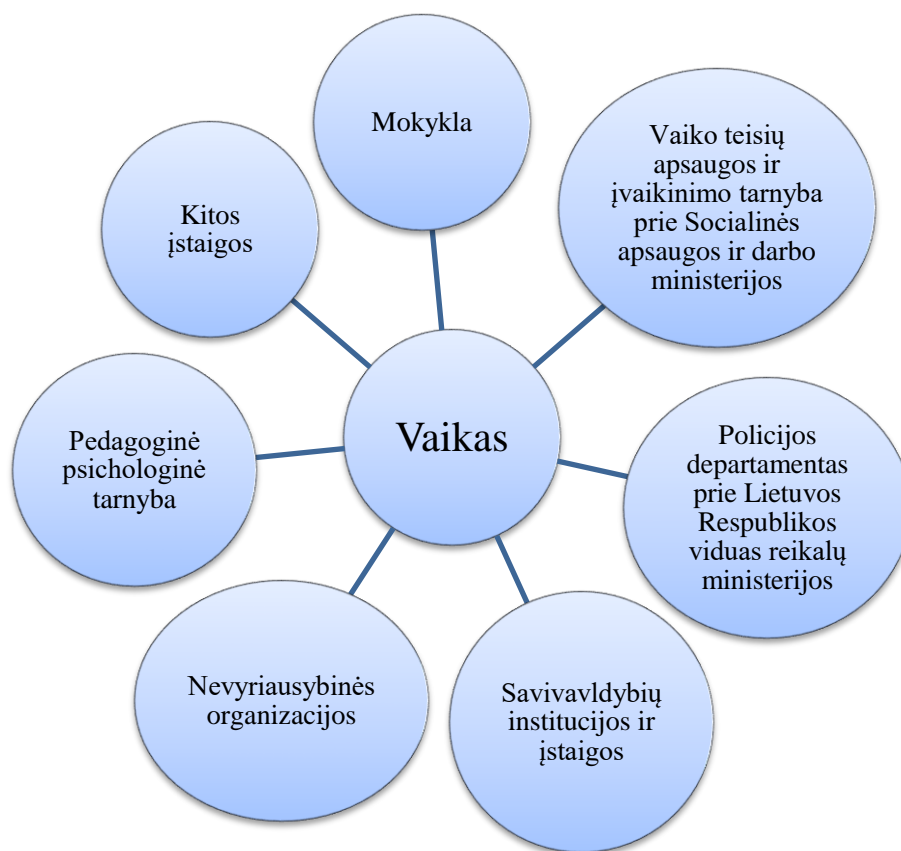 Mokykla
Vaiko teisių
apsaugos ir
įvaikinimo tarnyba
prie Socialinės
apsaugos ir darbo
ministerijos
Kitos
įstaigos
Vaikas
Pedagoginė
psichologinė
tarnyba
Policijos
departamentas
prie Lietuvos
Respublikos
viduas reikalų
ministerijos
Nevyriausybinės
organizacijos
Savivavldybių
institucijos ir
įstaigos